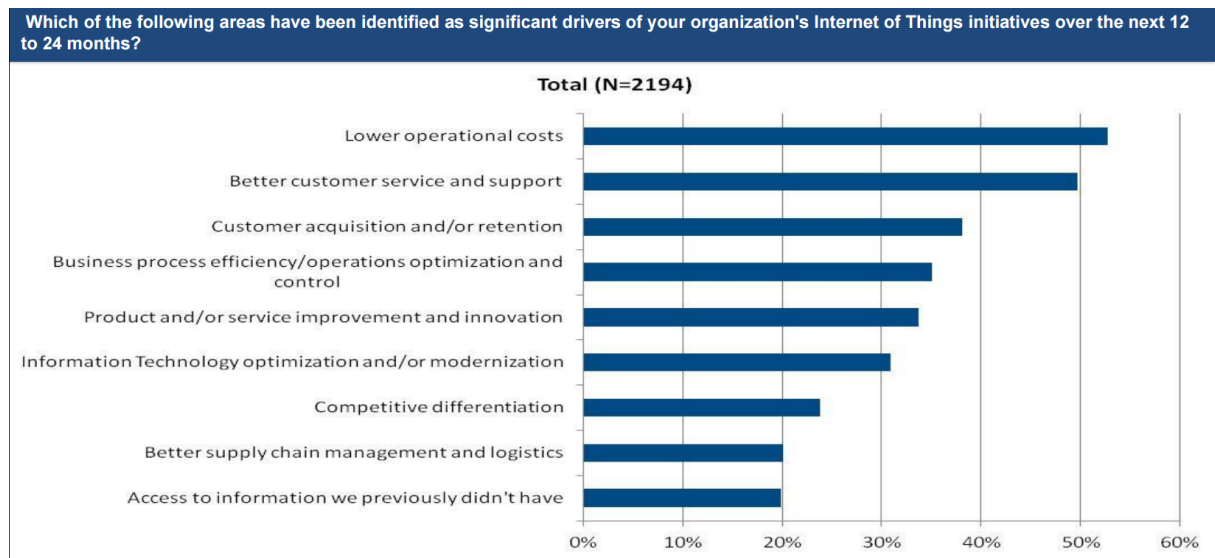 Which of the following areas have been identified as significant drivers of your organization's Internet of Things initiatives over the next 12
to 24 months?
Total (N=2194)
Lower operational costs
Better customer service and support
Customer acquisition and/or retention
Business process efficiency/operations optimization and
control
Product and/or service improvement and innovation
Information Technology optimization and/or modernization
Competitive differentiation
Better supply chain management and logistics
Access to information we previously didn't have
0% 10% 20% 30% 40% 50% 60%